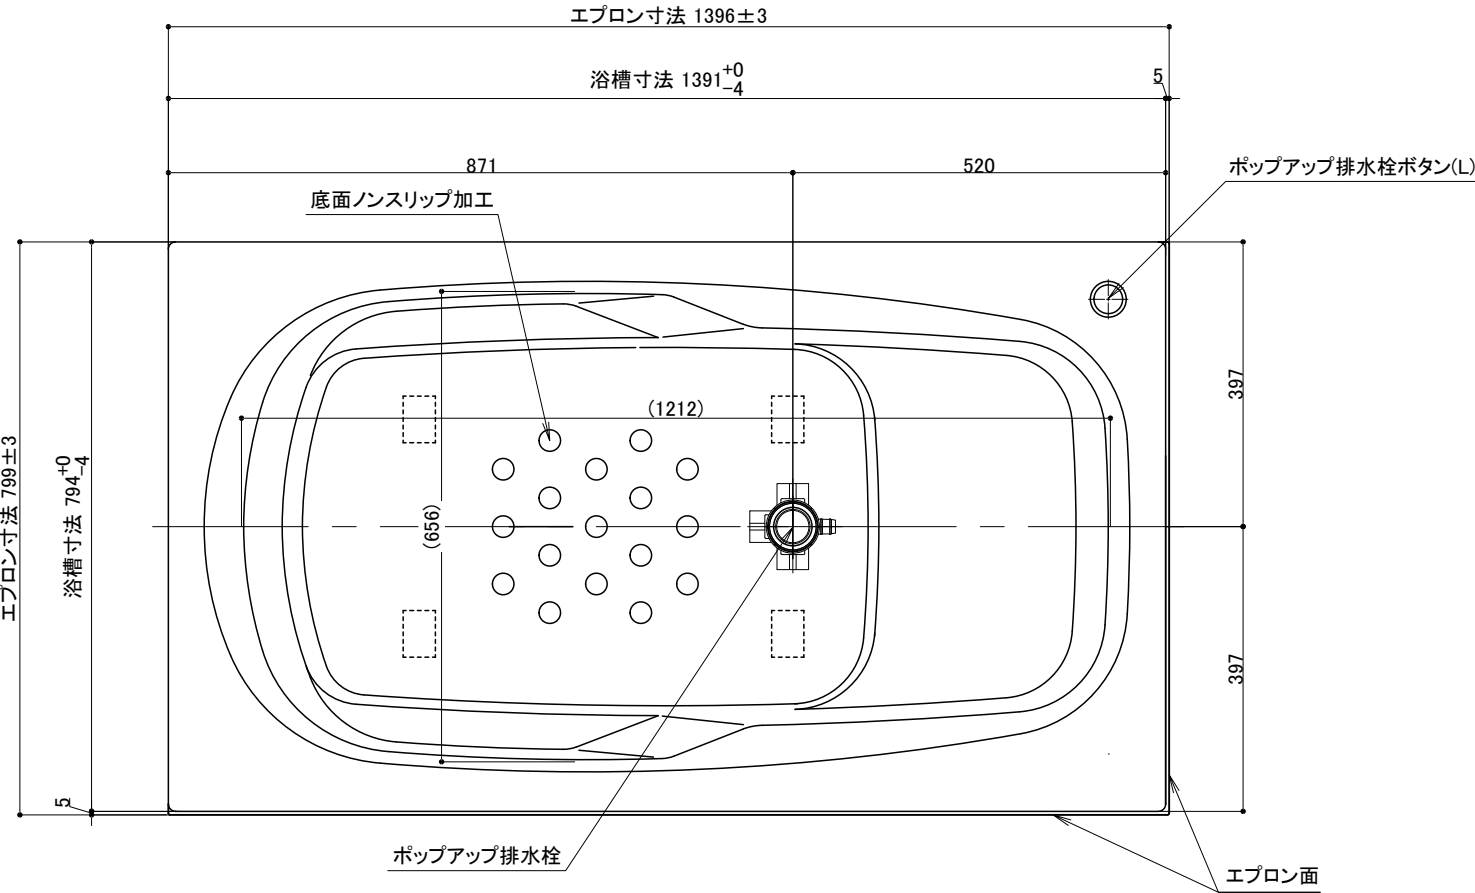 エプロン寸法 1396±3
浴槽寸法 1391 +0 -4
5
871
520
ポップアップ排水栓ボタン(L)
底面ノンスリップ加工
397
(1212)
エプロン寸法 799±3
浴槽寸法 794 +0 -4
(656)
397
5
ポップアップ排水栓
エプロン面